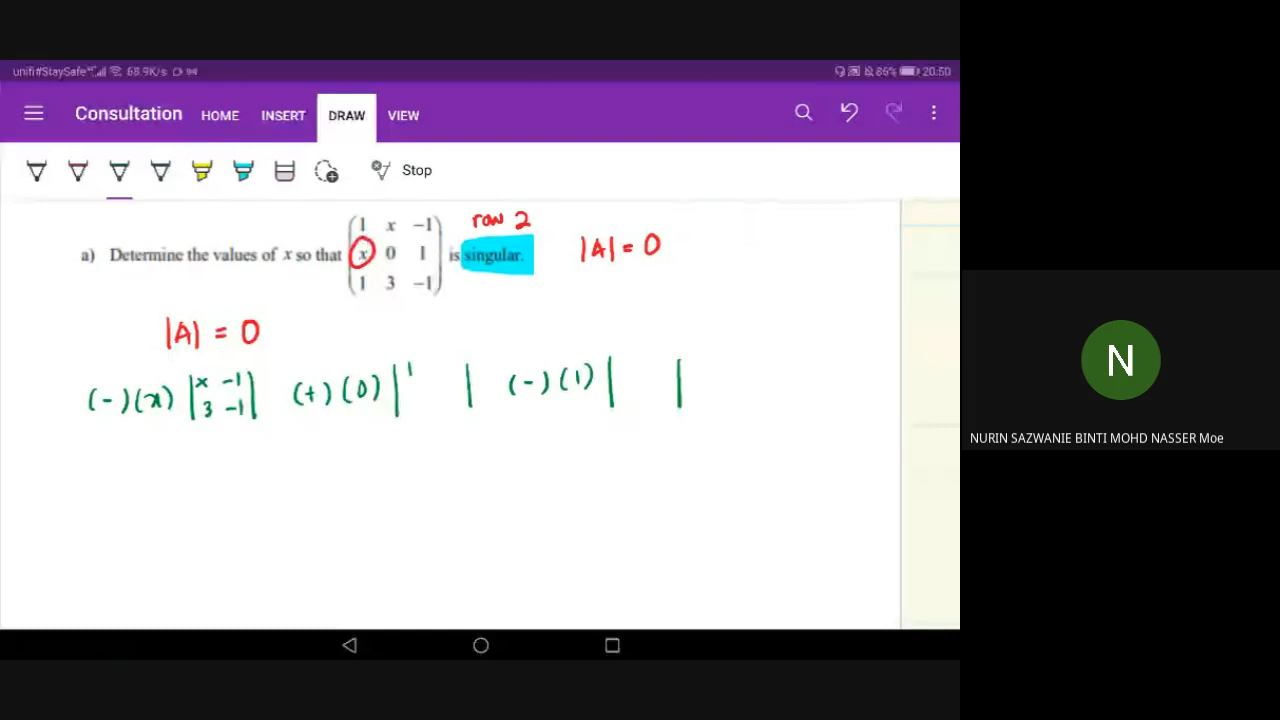 unifi#StaySafe 68.9K/s 86% 20.50
Consultation HOME INSERT DRAW VIEW
Stop
row 2
a) Determine the values of x so that (1 x -1 / x 0 1 / 1 3 -1) is singular. |A| = 0
|A| = 0
(-)(x) |x -1 / 3 -1| (+)(0) |1 | (-)(1) | |
N
NURIN SAZWANIE BINTI MOHD NASSER Moe